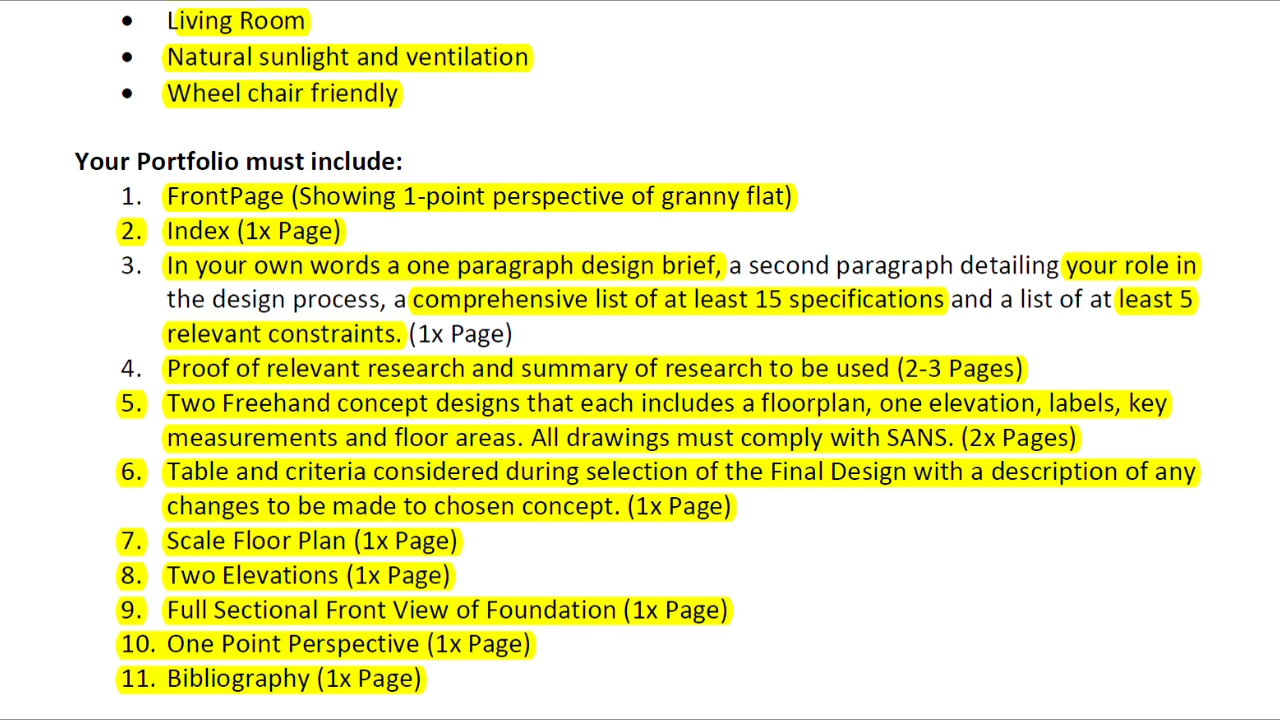 • Living Room
• Natural sunlight and ventilation
• Wheel chair friendly
Your Portfolio must include:
1. FrontPage (Showing 1-point perspective of granny flat)
2. Index (1x Page)
3. In your own words a one paragraph design brief, a second paragraph detailing your role in
the design process, a comprehensive list of at least 15 specifications and a list of at least 5
relevant constraints. (1x Page)
4. Proof of relevant research and summary of research to be used (2-3 Pages)
5. Two Freehand concept designs that each includes a floorplan, one elevation, labels, key
measurements and floor areas. All drawings must comply with SANS. (2x Pages)
6. Table and criteria considered during selection of the Final Design with a description of any
changes to be made to chosen concept. (1x Page)
7. Scale Floor Plan (1x Page)
8. Two Elevations (1x Page)
9. Full Sectional Front View of Foundation (1x Page)
10. One Point Perspective (1x Page)
11. Bibliography (1x Page)